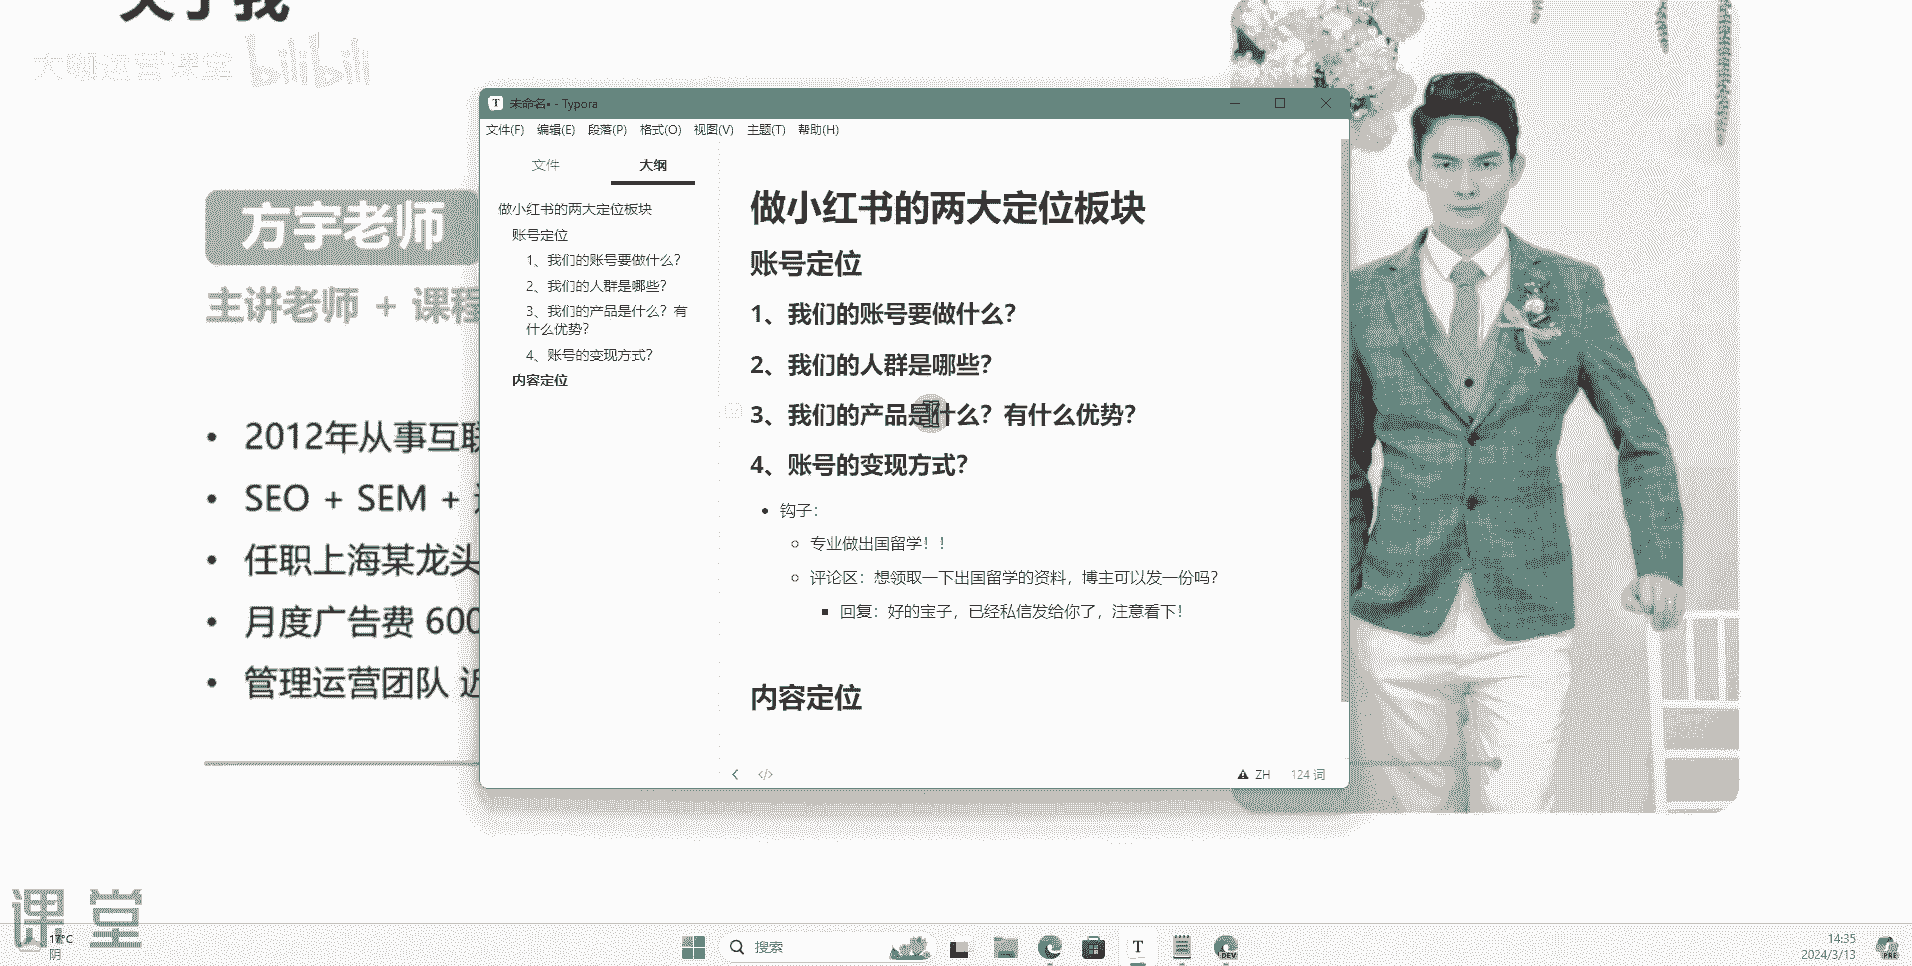 关于我
大咖运营课堂 bilibili
方宇老师
主讲老师 + 课程
2012年从事互联
SEO + SEM +
任职上海某龙头
月度广告费 600
管理运营团队 近
未命名• - Typora
文件(F) 编辑(E) 段落(P) 格式(O) 视图(V) 主题(T) 帮助(H)
文件 大纲
做小红书的两大定位板块
账号定位
1、我们的账号要做什么?
2、我们的人群是哪些?
3、我们的产品是什么? 有
什么优势?
4、账号的变现方式?
内容定位
做小红书的两大定位板块
账号定位
1、我们的账号要做什么?
2、我们的人群是哪些?
3、我们的产品是什么? 有什么优势?
4、账号的变现方式?
钩子:
专业做出国留学! !
评论区: 想领取一下出国留学的资料, 博主可以发一份吗?
回复: 好的宝子, 已经私信发给你了, 注意看下!
内容定位
ZH 124 词
课堂
17°C
阴
搜索
T
DEV
14:35
2024/3/13
PRE